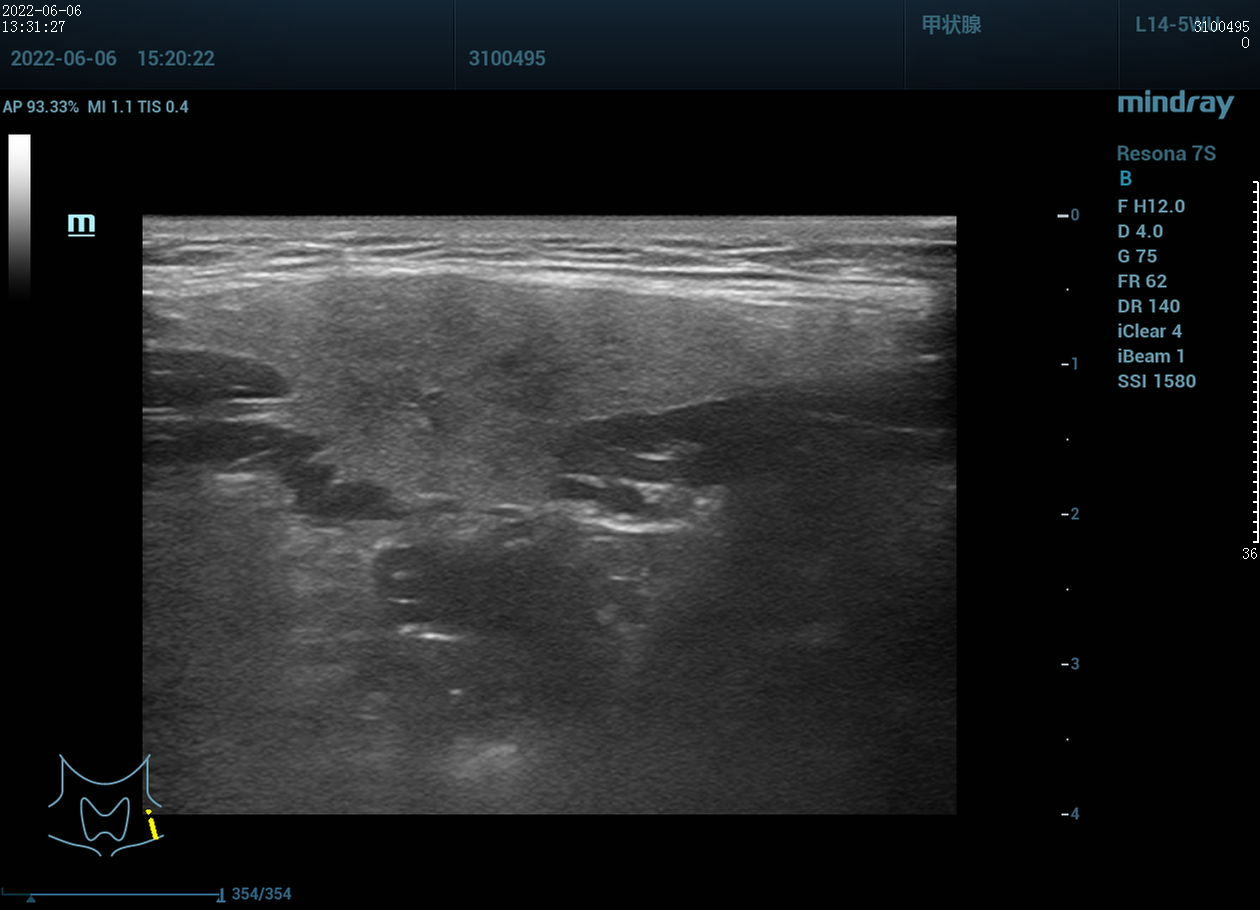 2022-06-06
13:31:27
甲状腺
3100495
0
2022-06-06 15:20:22
3100495
AP 93.33% MI 1.1 TIS 0.4
mindray
Resona 7S
B
F H12.0
D 4.0
G 75
FR 62
DR 140
iClear 4
iBeam 1
SSI 1580
m
0
1
2
3
4
36
354/354